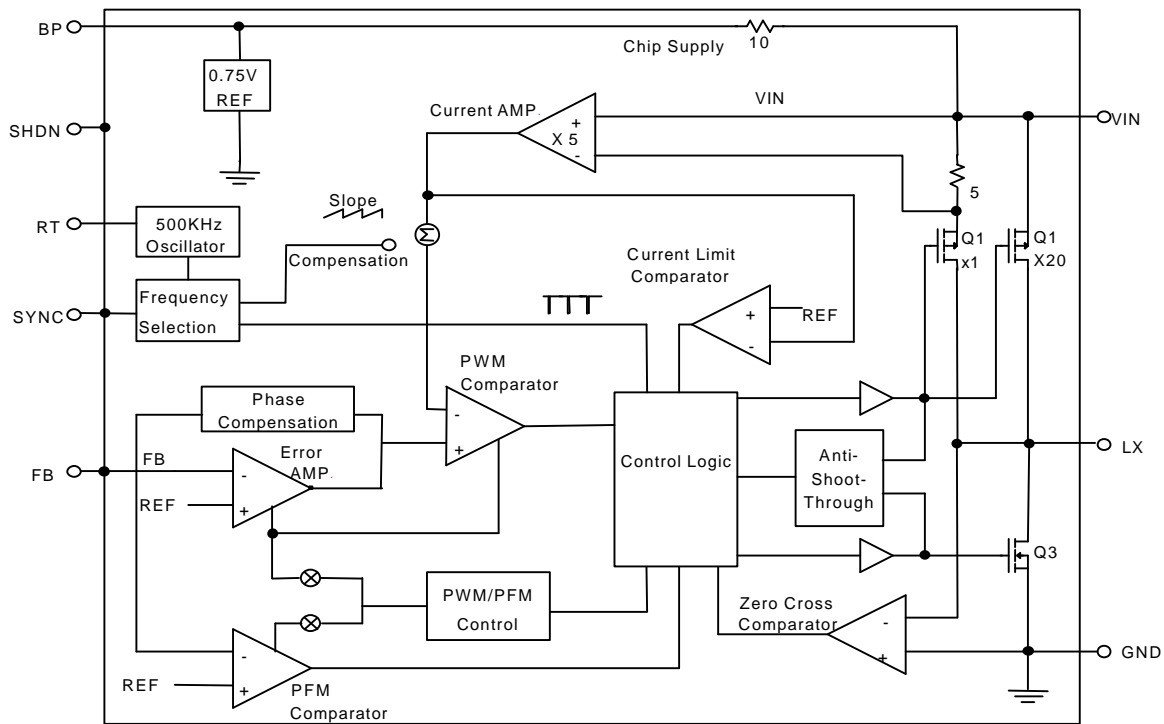 BP
Chip Supply
10
0.75V
REF
VIN
Current AMP.
+
X 5
-
VIN
SHDN
5
Slope
RT
500KHz
Oscillator
Σ
Q1
x1
Q1
X20
Compensation
Current Limit
Comparator
Frequency
Selection
SYNC
+
REF
-
PWM
Comparator
Phase
Compensation
-
+
Error
AMP.
Control Logic
Anti-
Shoot-
Through
LX
FB
FB
-
REF
+
Q3
PWM/PFM
Control
Zero Cross
Comparator
-
+
GND
-
REF
+
PFM
Comparator